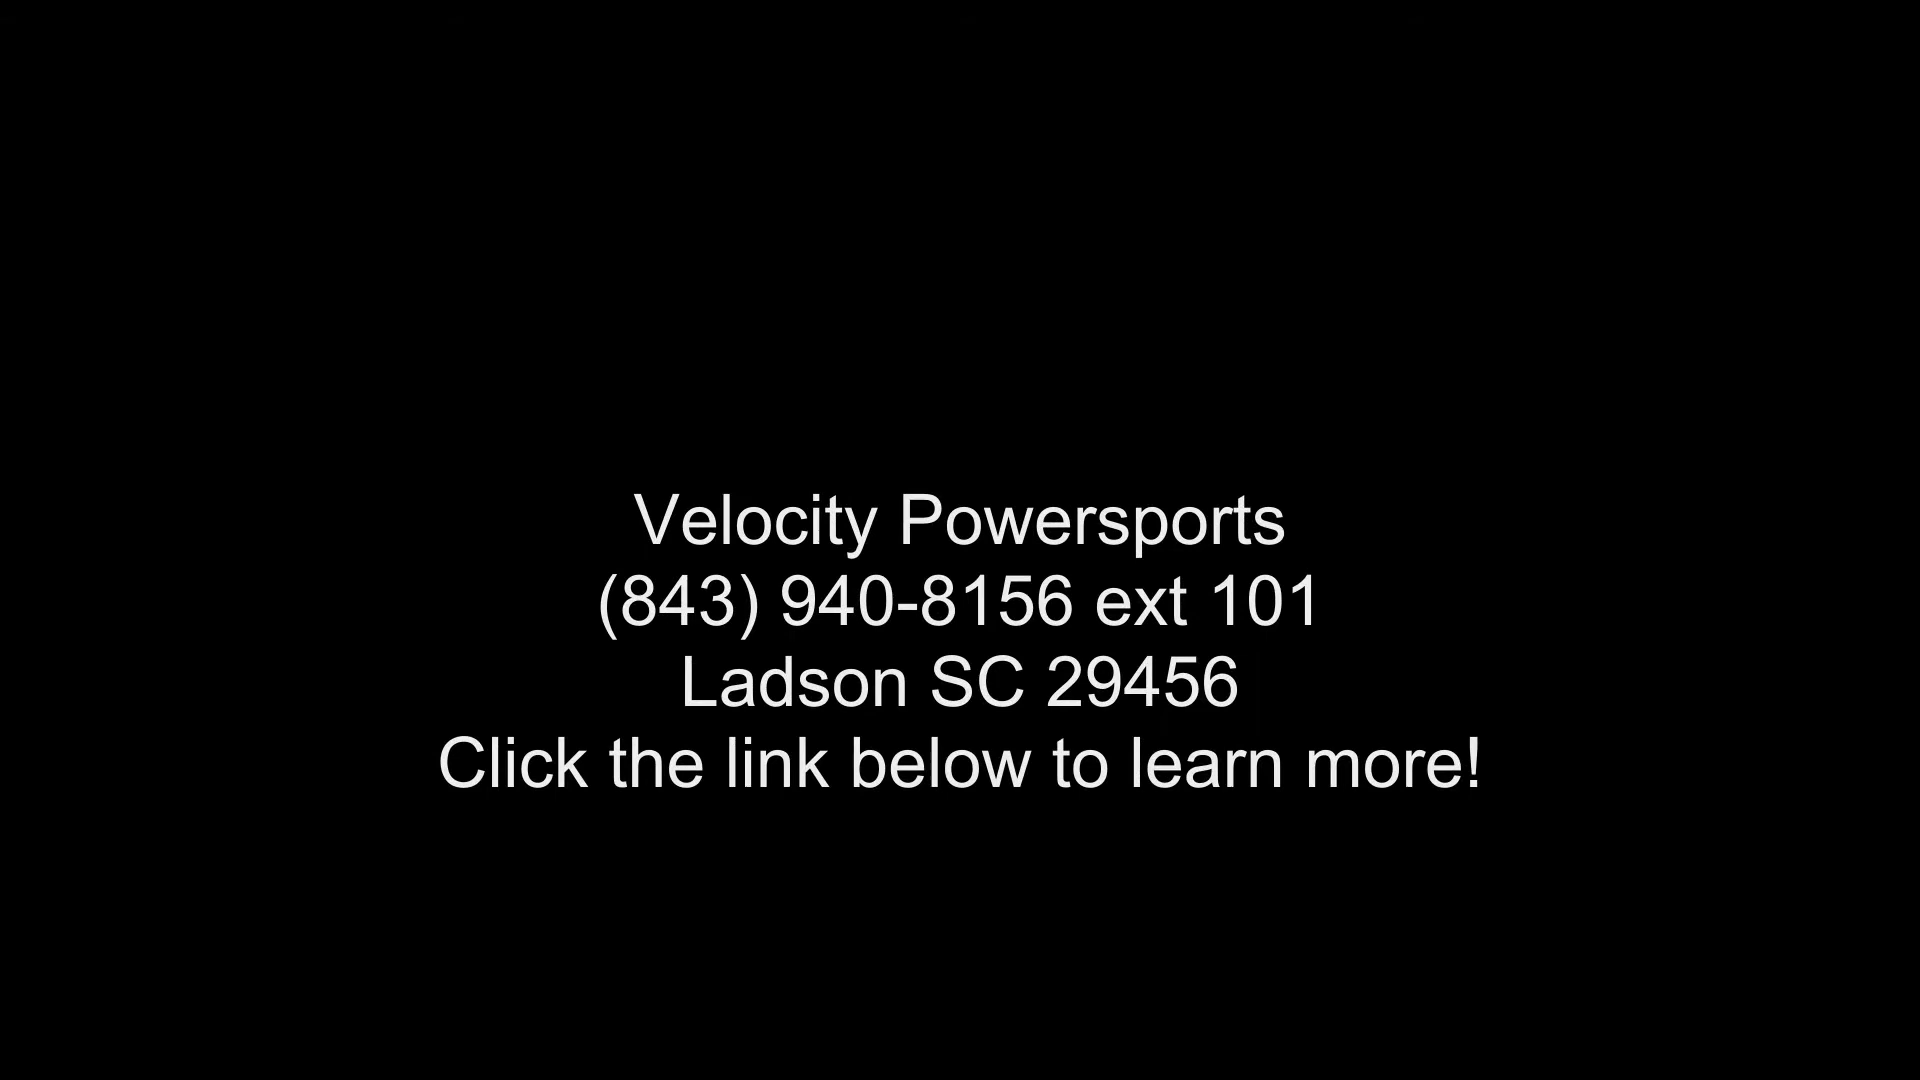 Velocity Powersports
(843) 940-8156 ext 101
Ladson SC 29456
Click the link below to learn more!